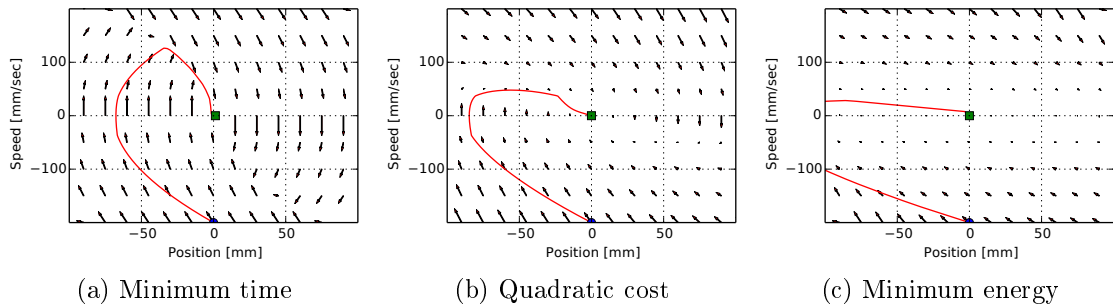 100
0
−100
Speed [mm/sec]
−50
0
50
Position [mm]
(a) Minimum time
100
0
−100
Speed [mm/sec]
−50
0
50
Position [mm]
(b) Quadratic cost
100
0
−100
Speed [mm/sec]
−50
0
50
Position [mm]
(c) Minimum energy